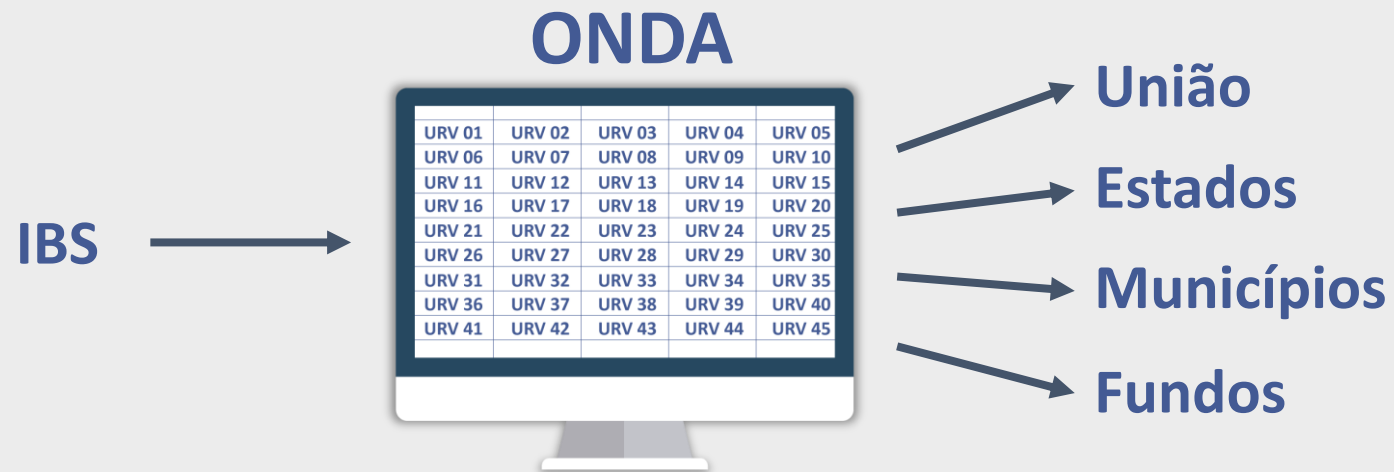 ONDA
IBS
URV 01 URV 02 URV 03 URV 04 URV 05
URV 06 URV 07 URV 08 URV 09 URV 10
URV 11 URV 12 URV 13 URV 14 URV 15
URV 16 URV 17 URV 18 URV 19 URV 20
URV 21 URV 22 URV 23 URV 24 URV 25
URV 26 URV 27 URV 28 URV 29 URV 30
URV 31 URV 32 URV 33 URV 34 URV 35
URV 36 URV 37 URV 38 URV 39 URV 40
URV 41 URV 42 URV 43 URV 44 URV 45
União
Estados
Municípios
Fundos